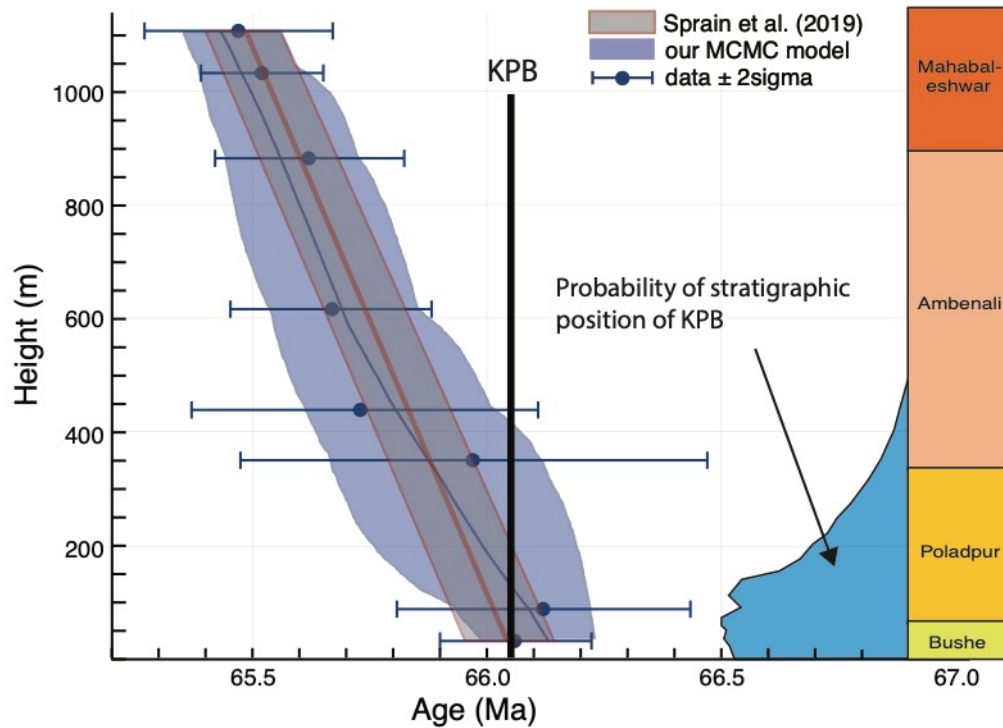 Sprain et al. (2019)
our MCMC model
data ± 2sigma
KPB
Mahabal-
eshwar
Ambenali
Poladpur
Bushe
Probability of stratigraphic
position of KPB
Height (m)
1000
800
600
400
200
65.5
66.0
66.5
67.0
Age (Ma)